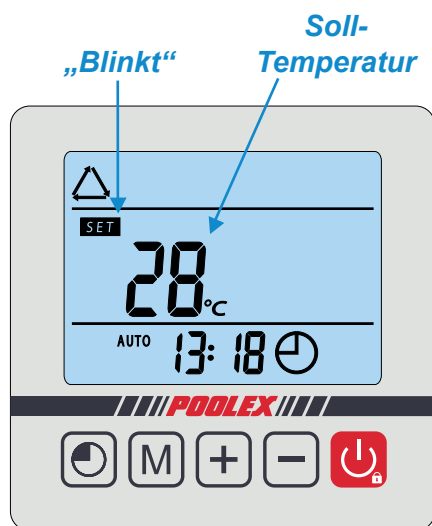 Soll-
„Blinkt“ Temperatur
SET
28°C
AUTO 13:18
POOLEX
M + −